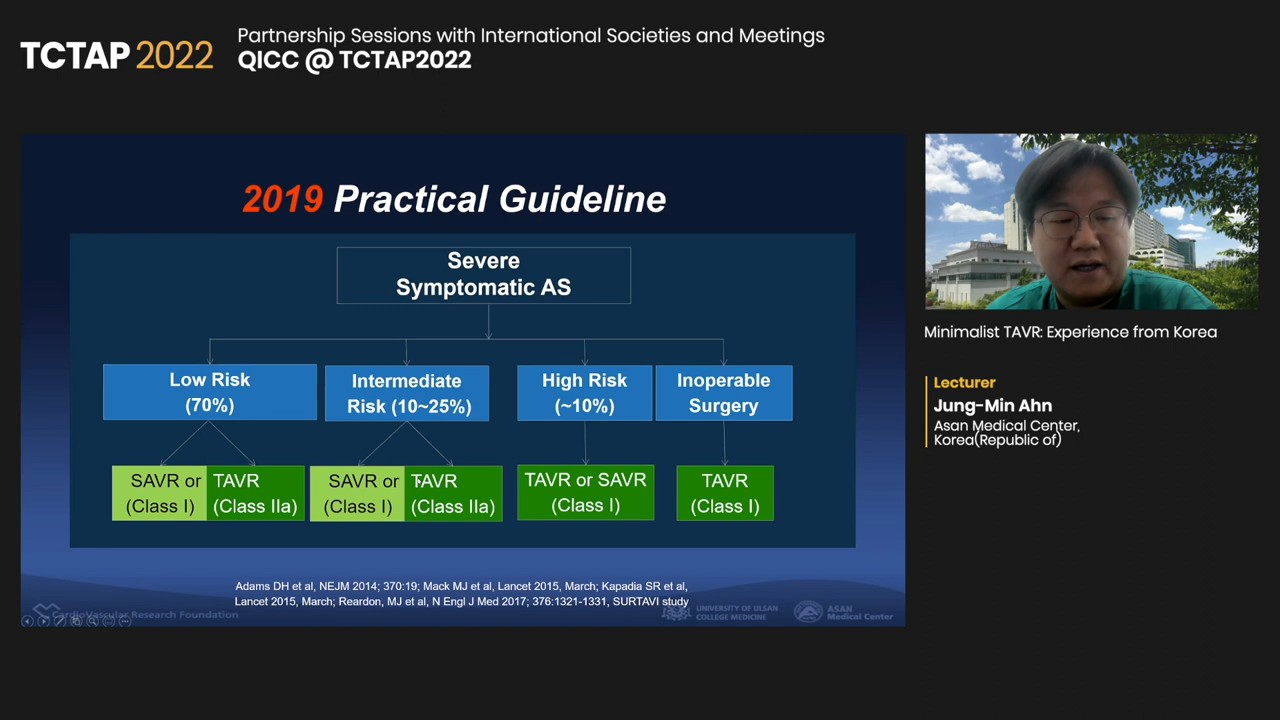 TCTAP 2022
Partnership Sessions with International Societies and Meetings
QICC @ TCTAP2022
2019 Practical Guideline
Severe
Symptomatic AS
Low Risk
(70%)
Intermediate
Risk (10~25%)
High Risk
(~10%)
Inoperable
Surgery
SAVR or
(Class I)
TAVR
(Class IIa)
SAVR or
(Class I)
TAVR
(Class IIa)
TAVR or SAVR
(Class I)
TAVR
(Class I)
Adams DH et al, NEJM 2014; 370:19; Mack MJ et al, Lancet 2015, March; Kapadia SR et al,
Lancet 2015, March; Reardon, MJ et al, N Engl J Med 2017; 376:1321-1331, SURTAVI study
CardioVascular Research Foundation
UNIVERSITY OF ULSAN
COLLEGE MEDICINE
ASAN
Medical Center
Minimalist TAVR: Experience from Korea
Lecturer
Jung-Min Ahn
Asan Medical Center,
Korea(Republic of)